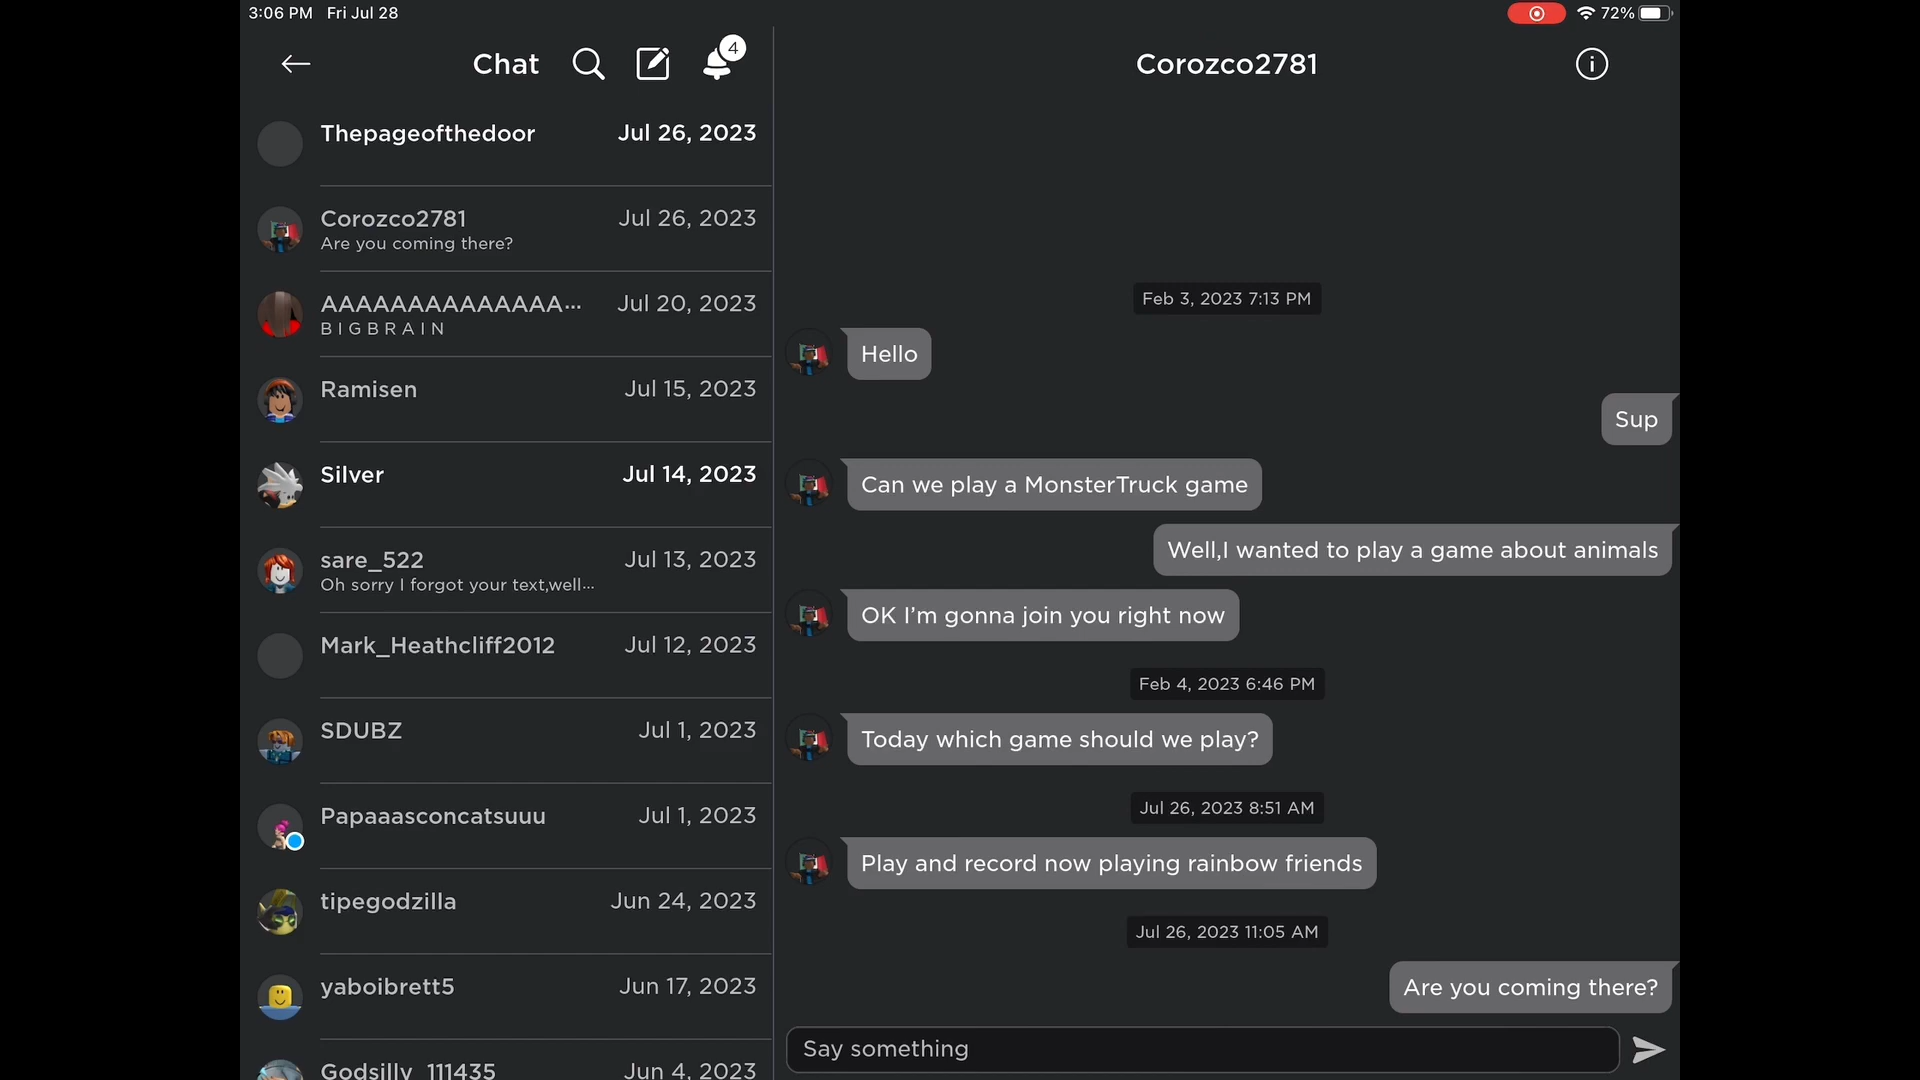 3:06 PM Fri Jul 28
72%
Chat
4
Thepageofthedoor Jul 26, 2023
Corozco2781 Jul 26, 2023
Are you coming there?
AAAAAAAAAAAAAA... Jul 20, 2023
B I G B R A I N
Ramisen Jul 15, 2023
Silver Jul 14, 2023
sare_522 Jul 13, 2023
Oh sorry I forgot your text,well...
Mark_Heathcliff2012 Jul 12, 2023
SDUBZ Jul 1, 2023
Papaaasconcatsuuu Jul 1, 2023
tipegodzilla Jun 24, 2023
yaboibrett5 Jun 17, 2023
Godsilly_111435 Jun 4, 2023
Corozco2781
Feb 3, 2023 7:13 PM
Hello
Sup
Can we play a MonsterTruck game
Well,I wanted to play a game about animals
OK I’m gonna join you right now
Feb 4, 2023 6:46 PM
Today which game should we play?
Jul 26, 2023 8:51 AM
Play and record now playing rainbow friends
Jul 26, 2023 11:05 AM
Are you coming there?
Say something